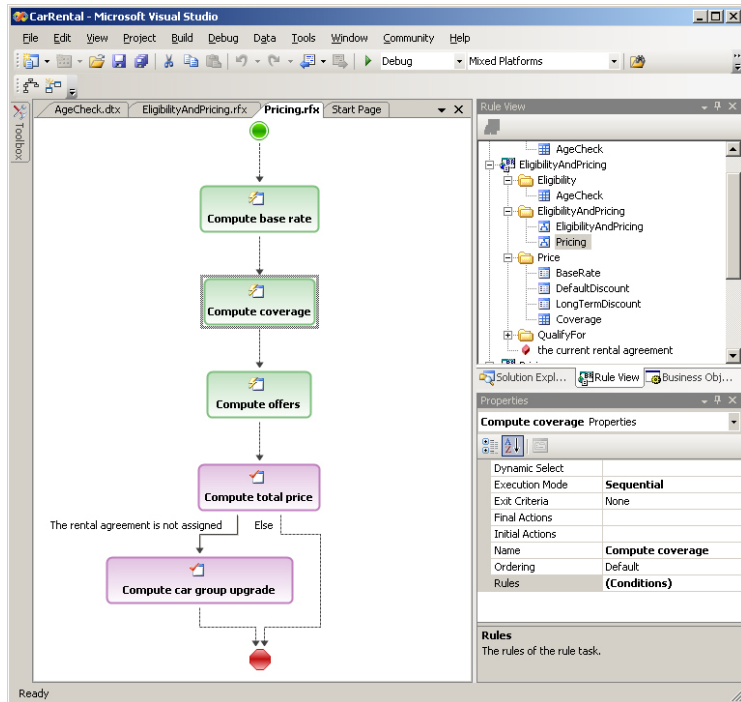 CarRental - Microsoft Visual Studio
File Edit View Project Build Debug Data Tools Window Community Help
Debug Mixed Platforms
Toolbox
AgeCheck.dtx EligibilityAndPricing.rfx Pricing.rfx Start Page
Compute base rate
Compute coverage
Compute offers
Compute total price
The rental agreement is not assigned Else
Compute car group upgrade
Rule View
AgeCheck
EligibilityAndPricing
Eligibility
AgeCheck
EligibilityAndPricing
EligibilityAndPricing
Pricing
Price
BaseRate
DefaultDiscount
LongTermDiscount
Coverage
QualifyFor
the current rental agreement
Solution Expl... Rule View Business Obj...
Properties
Compute coverage Properties
Dynamic Select
Execution Mode Sequential
Exit Criteria None
Final Actions
Initial Actions
Name Compute coverage
Ordering Default
Rules (Conditions)
Rules
The rules of the rule task.
Ready